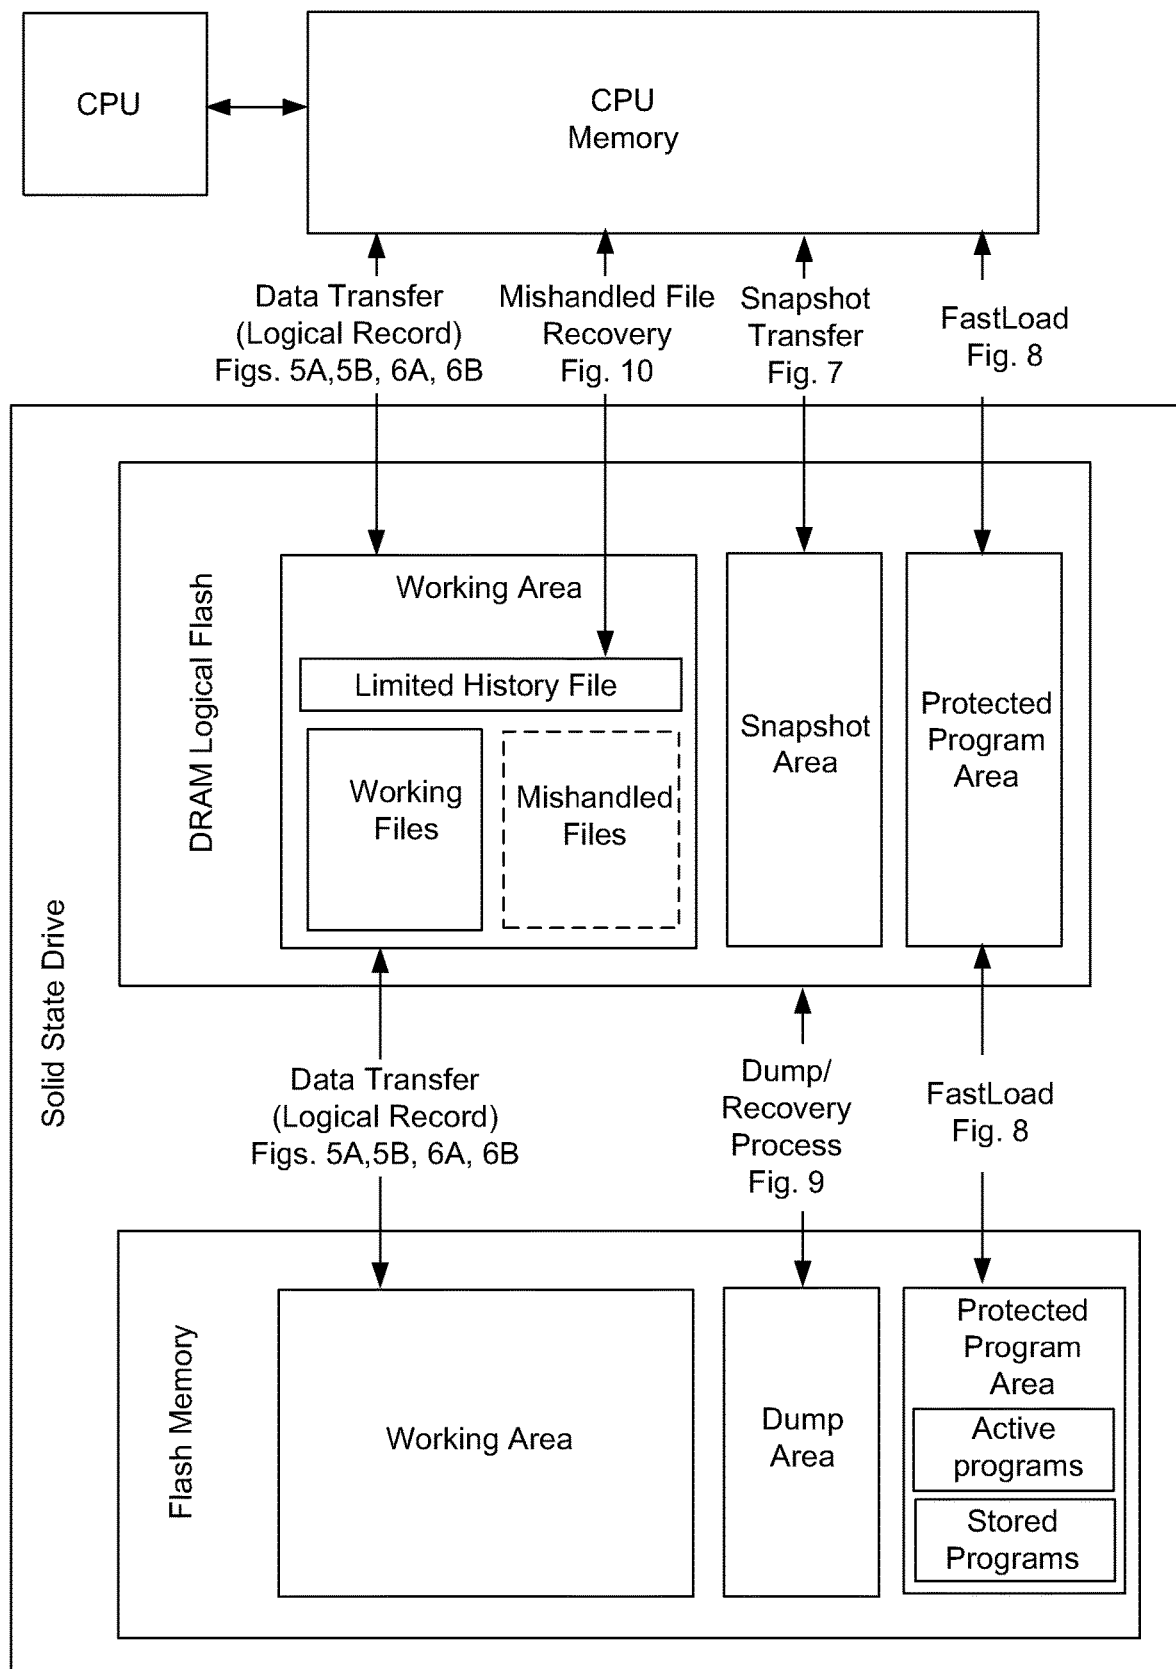 CPU
CPU
Memory
Data Transfer
(Logical Record)
Figs. 5A,5B, 6A, 6B
Mishandled File
Recovery
Fig. 10
Snapshot
Transfer
Fig. 7
FastLoad
Fig. 8
Solid State Drive
DRAM Logical Flash
Working Area
Limited History File
Working
Files
Mishandled
Files
Snapshot
Area
Protected
Program
Area
Data Transfer
(Logical Record)
Figs. 5A,5B, 6A, 6B
Dump/
Recovery
Process
Fig. 9
FastLoad
Fig. 8
Flash Memory
Working Area
Dump
Area
Protected
Program
Area
Active
programs
Stored
Programs